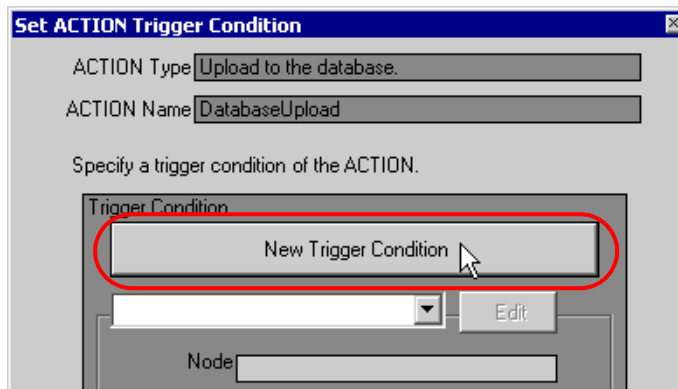 Set ACTION Trigger Condition
ACTION Type Upload to the database.
ACTION Name DatabaseUpload
Specify a trigger condition of the ACTION.
Trigger Condition
New Trigger Condition
Edit
Node